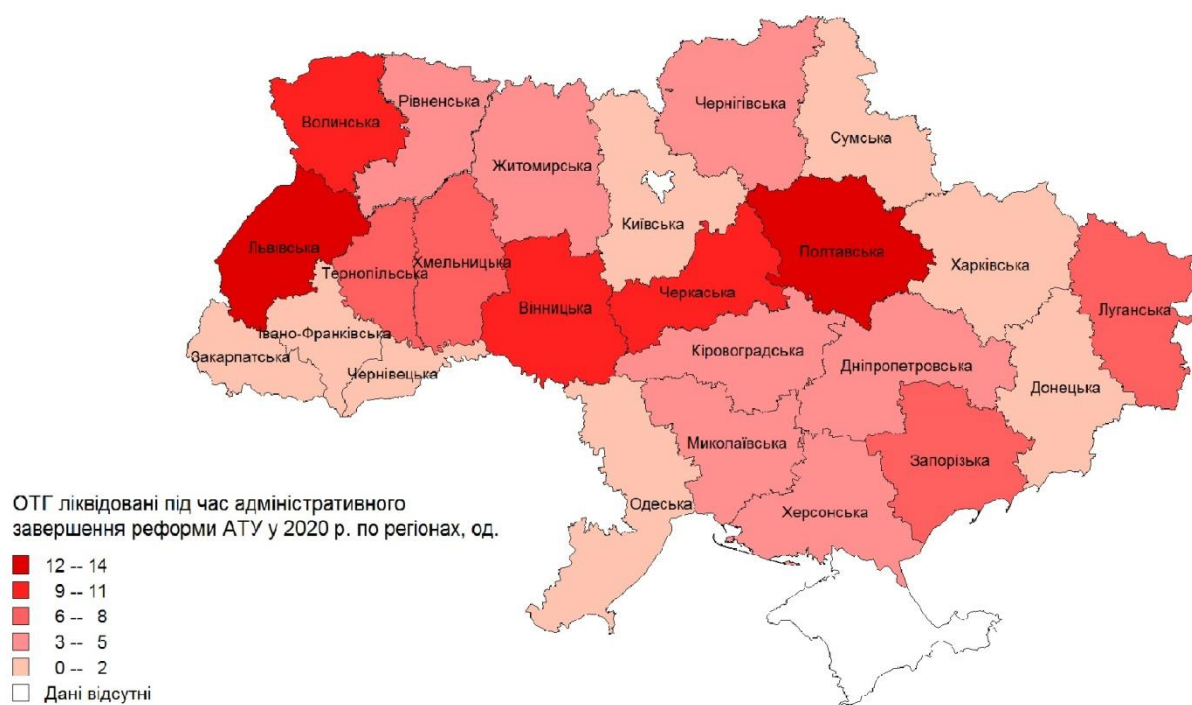 Волинська
Рівненська
Житомирська
Чернігівська
Сумська
Київська
Львівська
Тернопільська
Хмельницька
Вінницька
Черкаська
Полтавська
Харківська
Луганська
Івано-Франківська
Закарпатська
Чернівецька
Кіровоградська
Дніпропетровська
Донецька
Миколаївська
Запорізька
Одеська
Херсонська
ОТГ ліквідовані під час адміністративного
завершення реформи АТУ у 2020 р. по регіонах, од.
12 -- 14
9 -- 11
6 -- 8
3 -- 5
0 -- 2
Дані відсутні